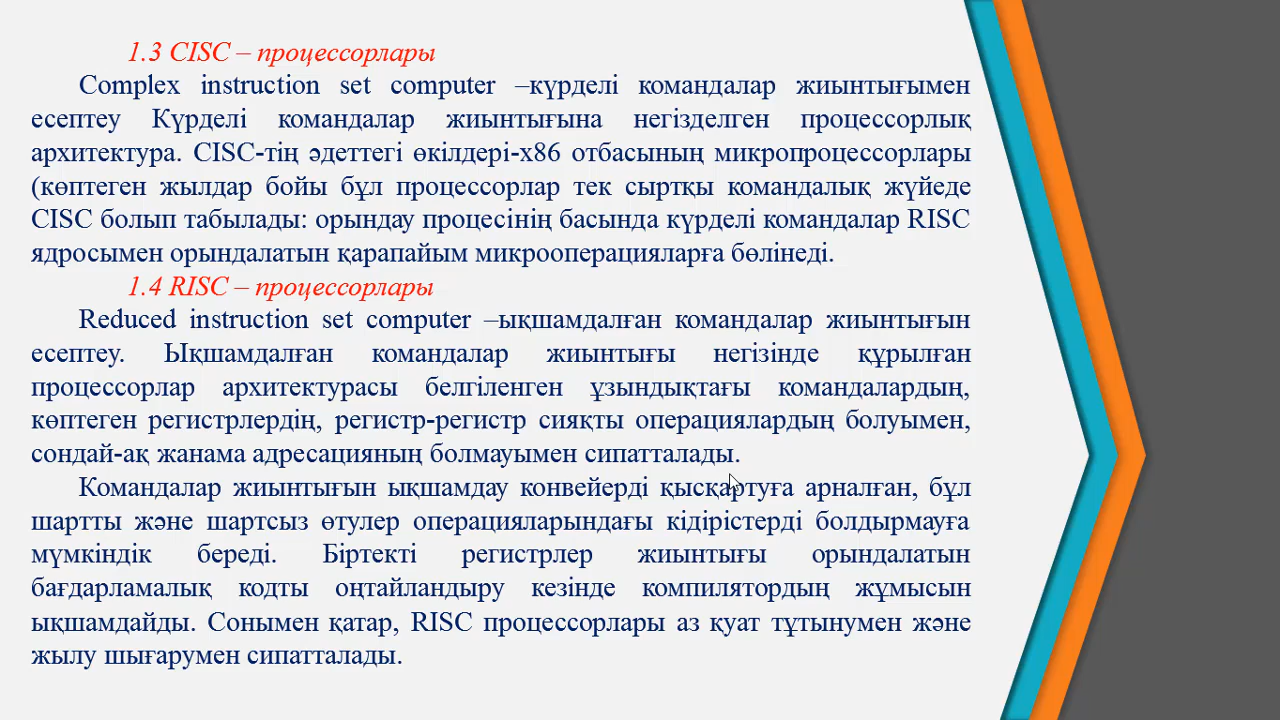 1.3 CISC – процессорлары
Complex instruction set computer –күрделі командалар жиынтығымен
есептеу Күрделі командалар жиынтығына негізделген процессорлық
архитектура. CISC-тің әдеттегі өкілдері-x86 отбасының микропроцессорлары
(көптеген жылдар бойы бұл процессорлар тек сыртқы командалық жүйеде
CISC болып табылады: орындау процесінің басында күрделі командалар RISC
ядросымен орындалатын қарапайым микрооперацияларға бөлінеді.
1.4 RISC – процессорлары
Reduced instruction set computer –ықшамдалған командалар жиынтығын
есептеу. Ықшамдалған командалар жиынтығы негізінде құрылған
процессорлар архитектурасы белгіленген ұзындықтағы командалардың,
көптеген регистрлердің, регистр-регистр сияқты операциялардың болуымен,
сондай-ақ жанама адресацияның болмауымен сипатталады.
Командалар жиынтығын ықшамдау конвейерді қысқартуға арналған, бұл
шартты және шартсыз өтулер операцияларындағы кідірістерді болдырмауға
мүмкіндік береді. Біртекті регистрлер жиынтығы орындалатын
бағдарламалық кодты оңтайландыру кезінде компилятордың жұмысын
ықшамдайды. Сонымен қатар, RISC процессорлары аз қуат тұтынумен және
жылу шығарумен сипатталады.